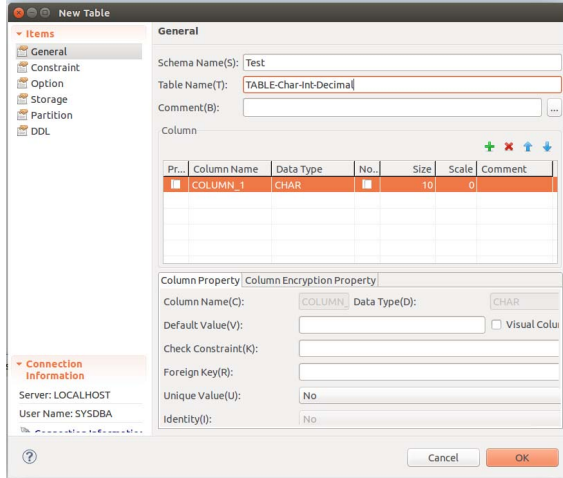 New Table
Items
General
Constraint
Option
Storage
Partition
DDL
Connection
Information
Server: LOCALHOST
User Name: SYSDBA
General
Schema Name(S): Test
Table Name(T): TABLE-Char-Int-Decimal
Comment(B): ...
Column
Pr... Column Name Data Type No.. Size Scale Comment
COLUMN_1 CHAR 10 0
Column Property Column Encryption Property
Column Name(C): COLUMN_ Data Type(D): CHAR
Default Value(V): Visual Colu
Check Constraint(K):
Foreign Key(R):
Unique Value(U): No
Identity(I): No
? Cancel OK